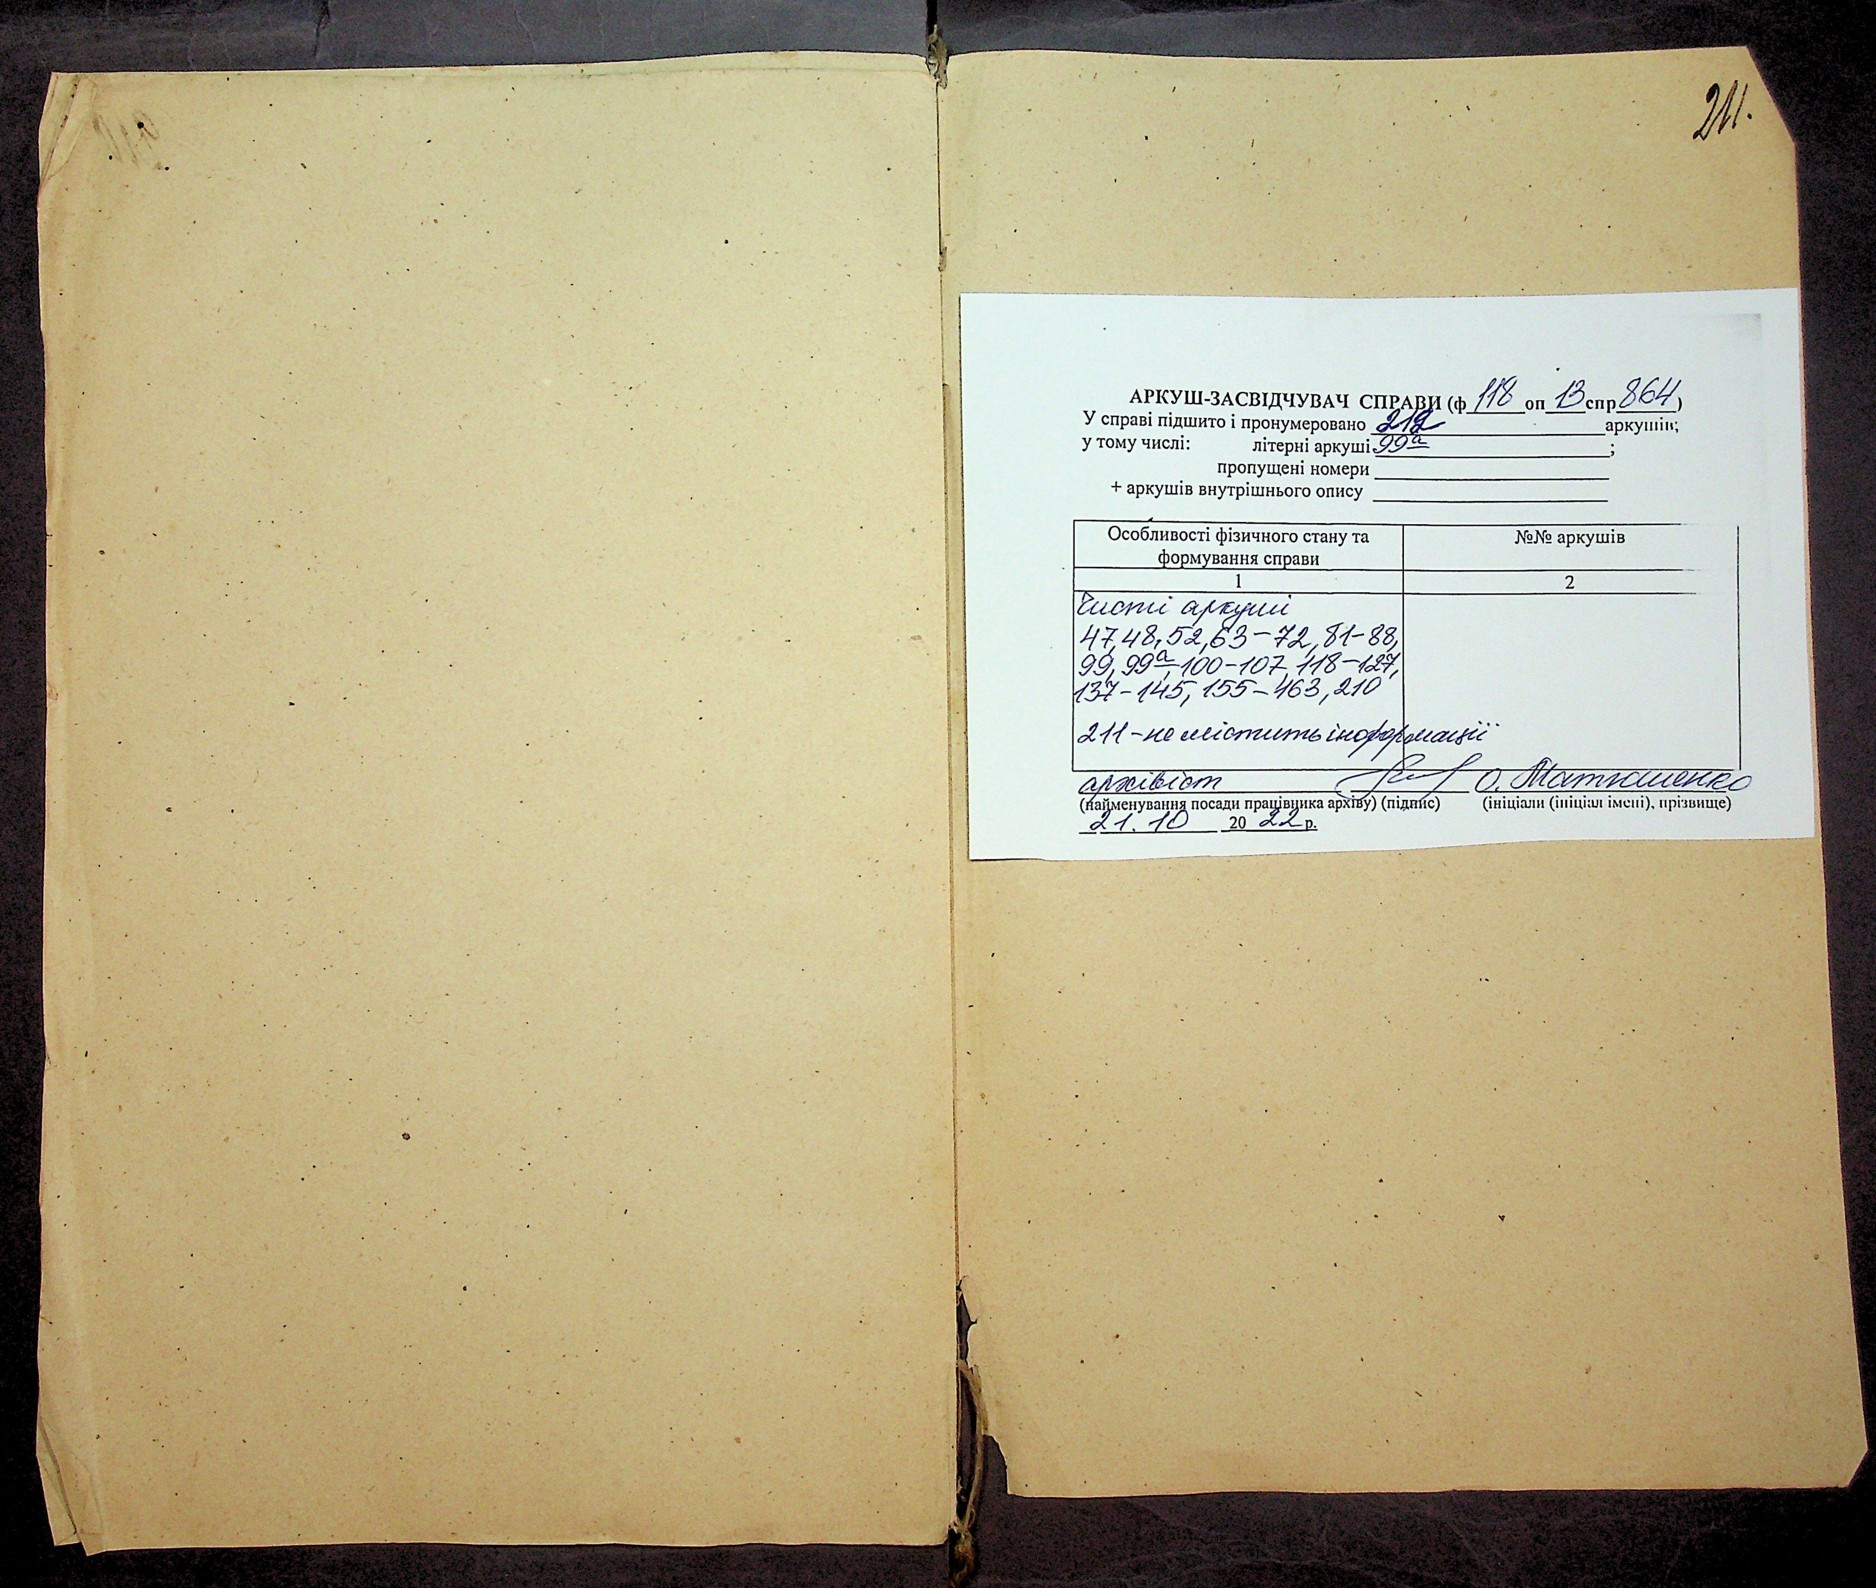 211.
АРКУШ-ЗАСВІДЧУВАЧ СПРАВИ (ф 118 оп 13 спр 864)
У справі підшито і пронумеровано 212 аркушів;
у тому числі: літерні аркуші 99а ;
пропущені номери
+ аркушів внутрішнього опису
Особливості фізичного стану та формування справи
№№ аркушів
1
2
Чисті аркуші
47, 48, 52, 63-72, 81-88,
99, 99а, 100-107, 118-127,
137-145, 155-163, 210
211 - не містить інформації
архівіст О. Матюшенко
(найменування посади працівника архіву) (підпис) (ініціали (ініціал імені), прізвище)
21.10 2022 р.